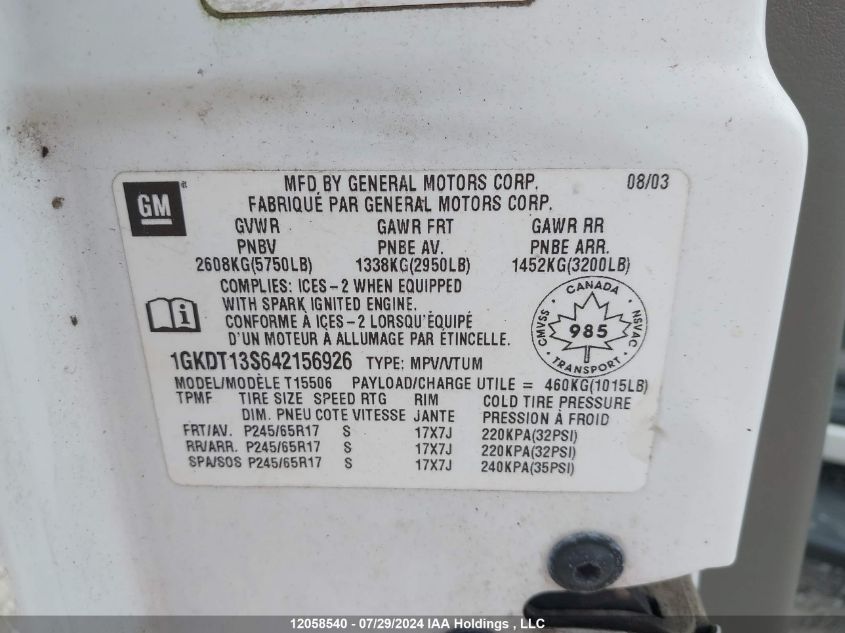 GM
MFD BY GENERAL MOTORS CORP. 08/03
FABRIQUÉ PAR GENERAL MOTORS CORP.
GVWR GAWR FRT GAWR RR
PNBV PNBE AV. PNBE ARR.
2608KG(5750LB) 1338KG(2950LB) 1452KG(3200LB)
COMPLIES: ICES-2 WHEN EQUIPPED
WITH SPARK IGNITED ENGINE.
CONFORME À ICES-2 LORSQU'ÉQUIPÉ
D'UN MOTEUR À ALLUMAGE PAR ÉTINCELLE.
CANADA
CMVSS 985 NSVAC
TRANSPORT
1GKDT13S642156926 TYPE: MPV/VTUM
MODEL/MODÈLE T15506 PAYLOAD/CHARGE UTILE = 460KG(1015LB)
TPMF TIRE SIZE SPEED RTG RIM COLD TIRE PRESSURE
DIM. PNEU COTE VITESSE JANTE PRESSION À FROID
FRT/AV. P245/65R17 S 17X7J 220KPA(32PSI)
RR/ARR. P245/65R17 S 17X7J 220KPA(32PSI)
SPA/SOS P245/65R17 S 17X7J 240KPA(35PSI)
12058540 - 07/29/2024 IAA Holdings , LLC